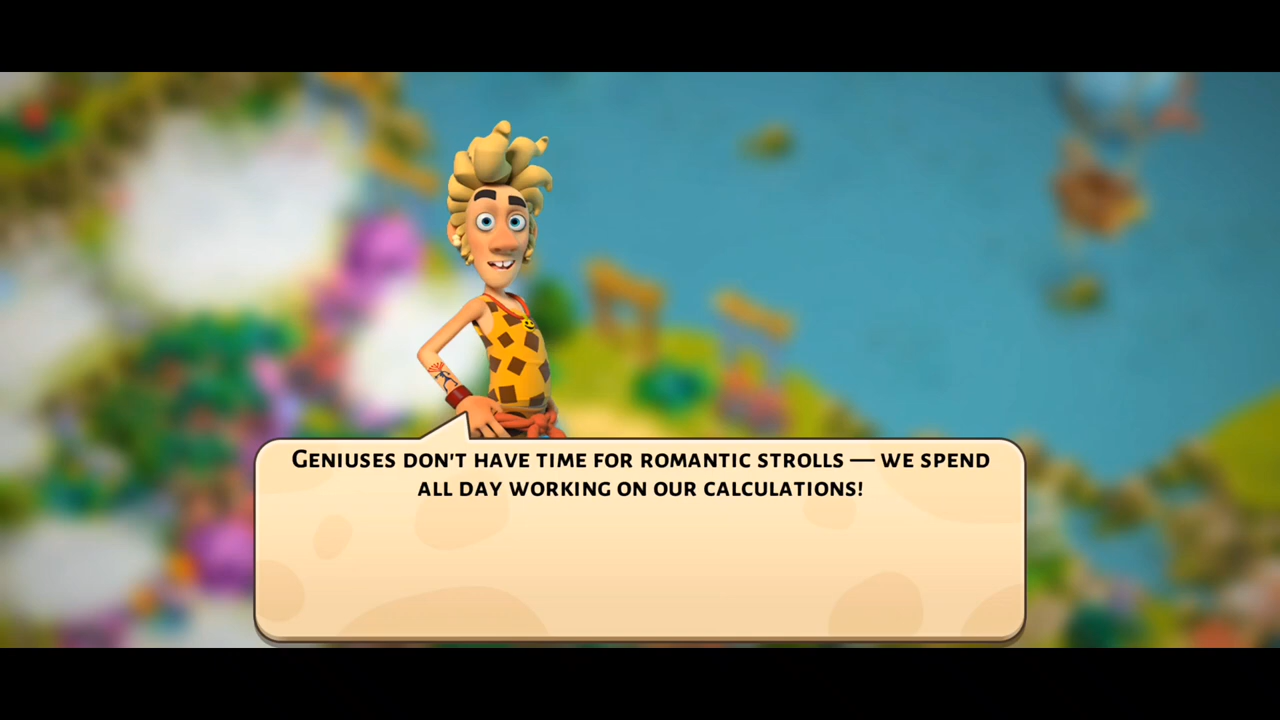 Geniuses don't have time for romantic strolls — we spend
all day working on our calculations!